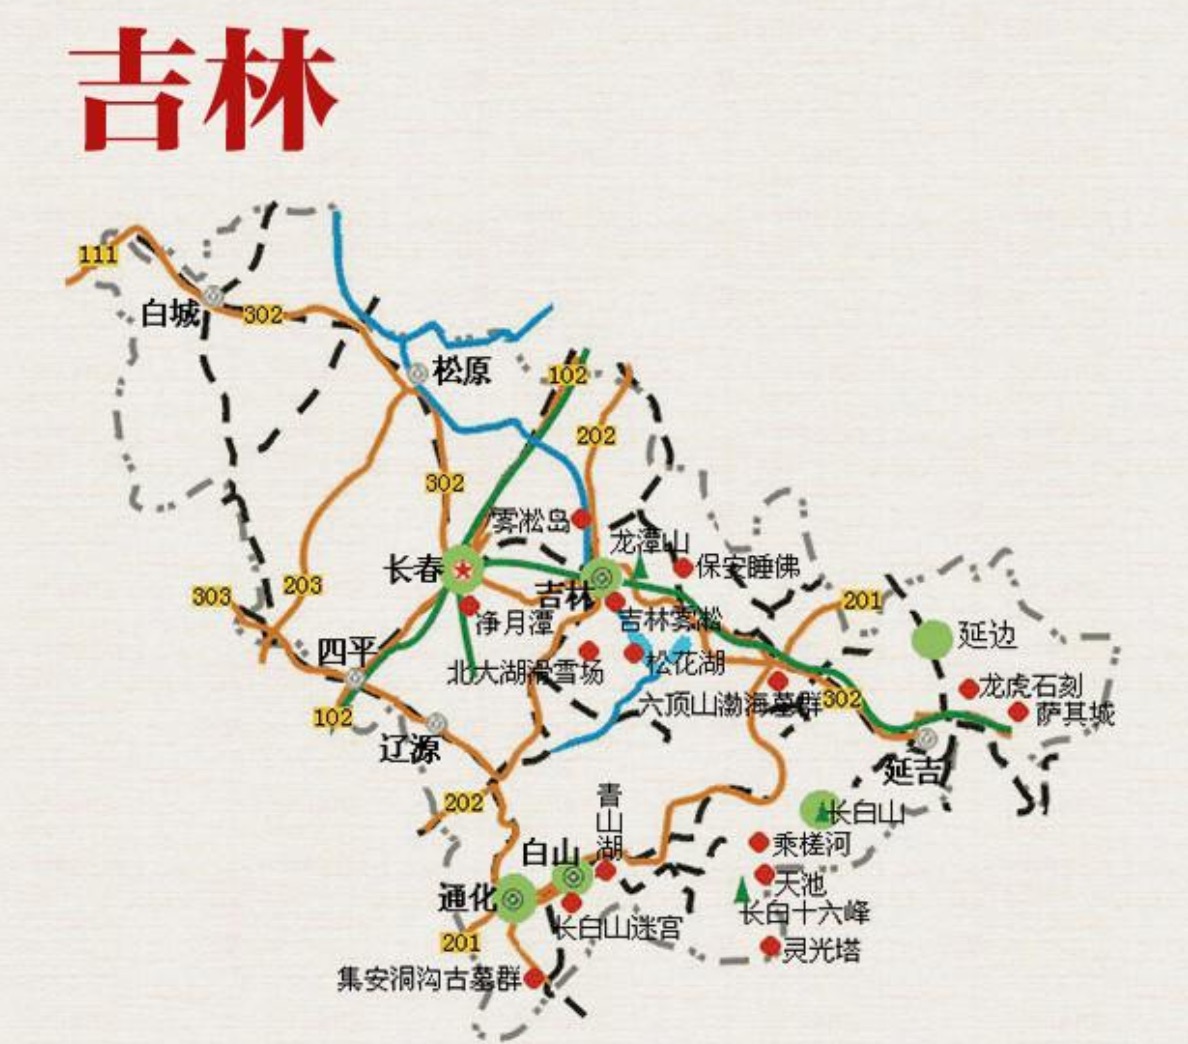 吉林
111
白城
302
松原
102
202
302
雾凇岛
龙潭山
长春
保安睡佛
吉林
303
203
201
净月潭
吉林雾凇
延边
四平
北大湖滑雪场
松花湖
龙虎石刻
六顶山渤海墓群
302
萨其城
102
辽源
延吉
202
青山湖
长白山
白山
乘槎河
天池
通化
长白十六峰
长白山迷宫
201
灵光塔
集安洞沟古墓群